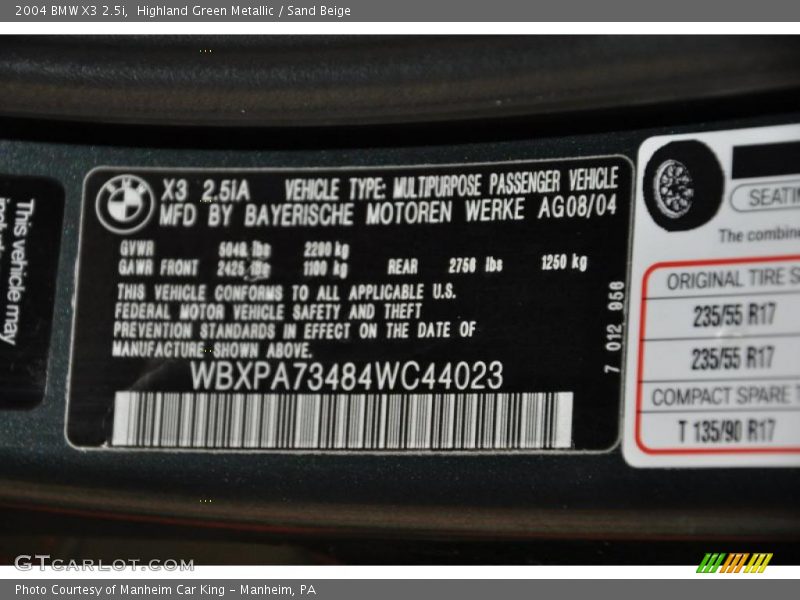 2004 BMW X3 2.5i, Highland Green Metallic / Sand Beige
This vehicle may
BMW
X3 2.5iA VEHICLE TYPE: MULTIPURPOSE PASSENGER VEHICLE
MFD BY BAYERISCHE MOTOREN WERKE AG08/04
GVWR 5048 lbs 2280 kg
GAWR FRONT 2425 lbs 1100 kg REAR 2756 lbs 1250 kg
THIS VEHICLE CONFORMS TO ALL APPLICABLE U.S.
FEDERAL MOTOR VEHICLE SAFETY AND THEFT
PREVENTION STANDARDS IN EFFECT ON THE DATE OF
MANUFACTURE SHOWN ABOVE.
WBXPA73484WC44023
7 012 956
SEATIN
The combine
ORIGINAL TIRE S
235/55 R17
235/55 R17
COMPACT SPARE T
T 135/90 R17
GTCARLOT.COM
Photo Courtesy of Manheim Car King - Manheim, PA